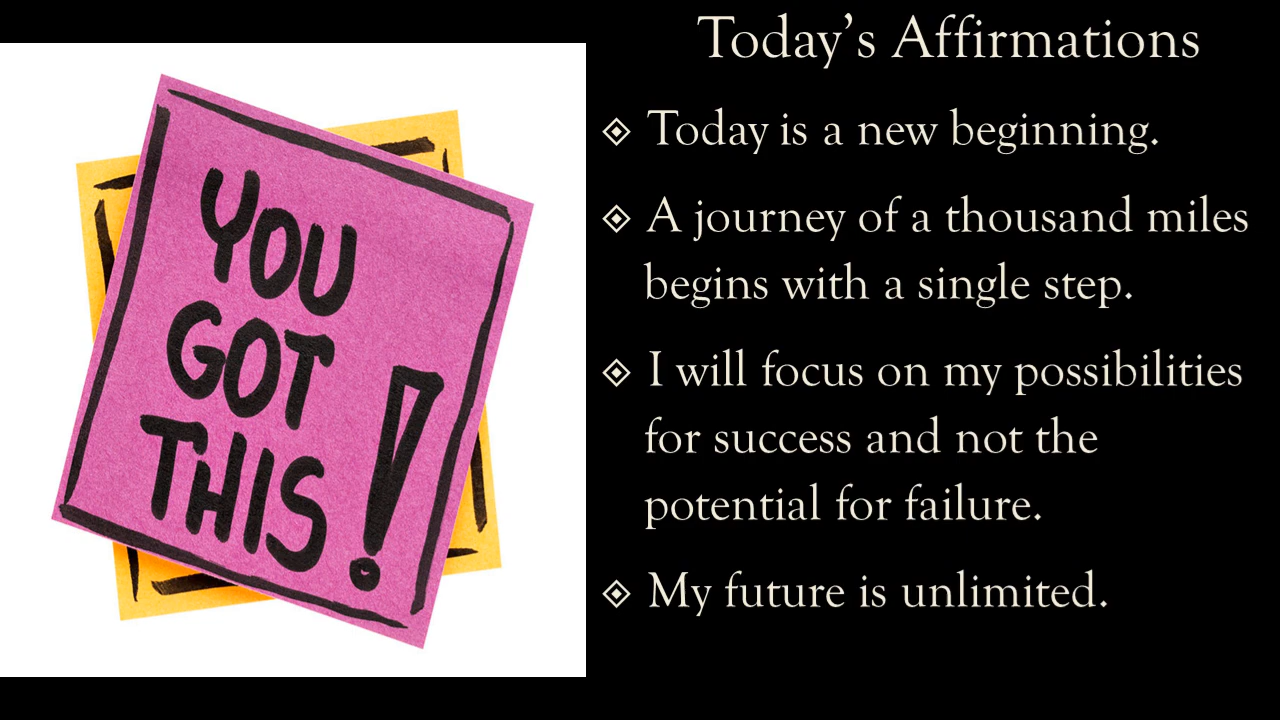 YOU
GOT
THIS!
Today’s Affirmations
Today is a new beginning.
A journey of a thousand miles
begins with a single step.
I will focus on my possibilities
for success and not the
potential for failure.
My future is unlimited.